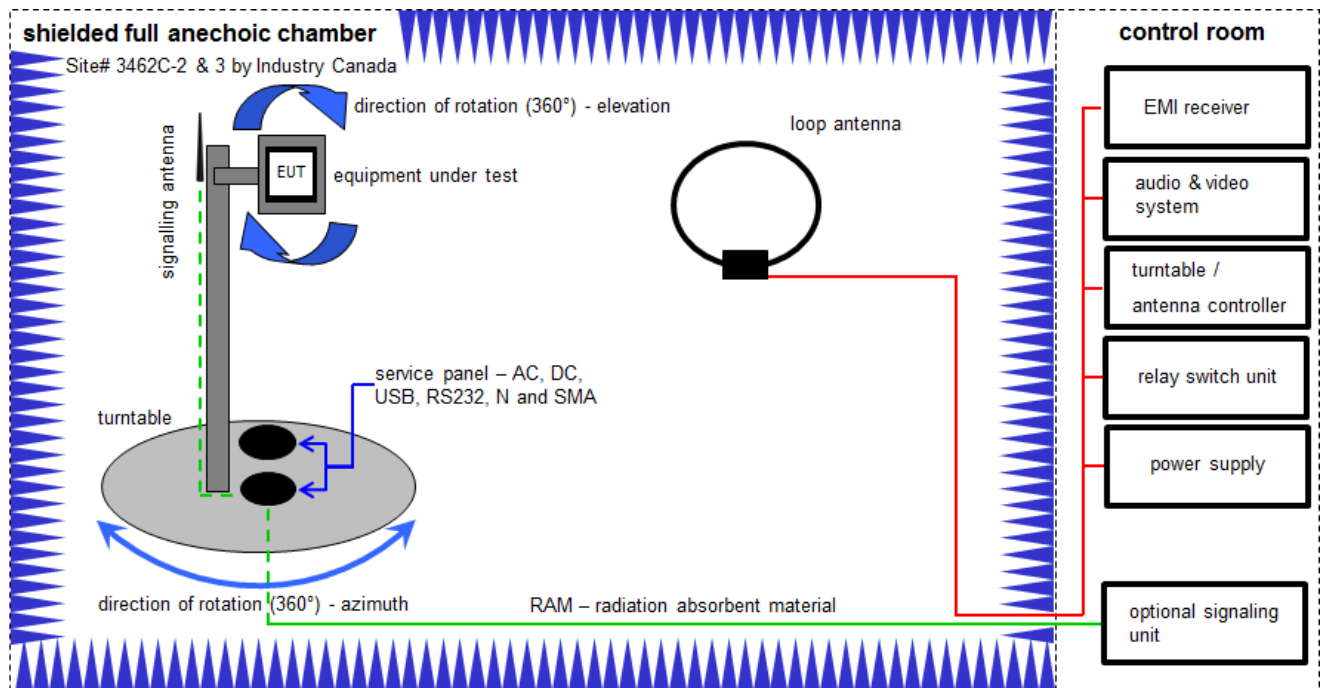 shielded full anechoic chamber
Site# 3462C-2 & 3 by Industry Canada
direction of rotation (360°) - elevation
signalling antenna
EUT
equipment under test
loop antenna
service panel – AC, DC,
USB, RS232, N and SMA
turntable
direction of rotation (360°) - azimuth
RAM – radiation absorbent material
control room
EMI receiver
audio & video
system
turntable /
antenna controller
relay switch unit
power supply
optional signaling
unit